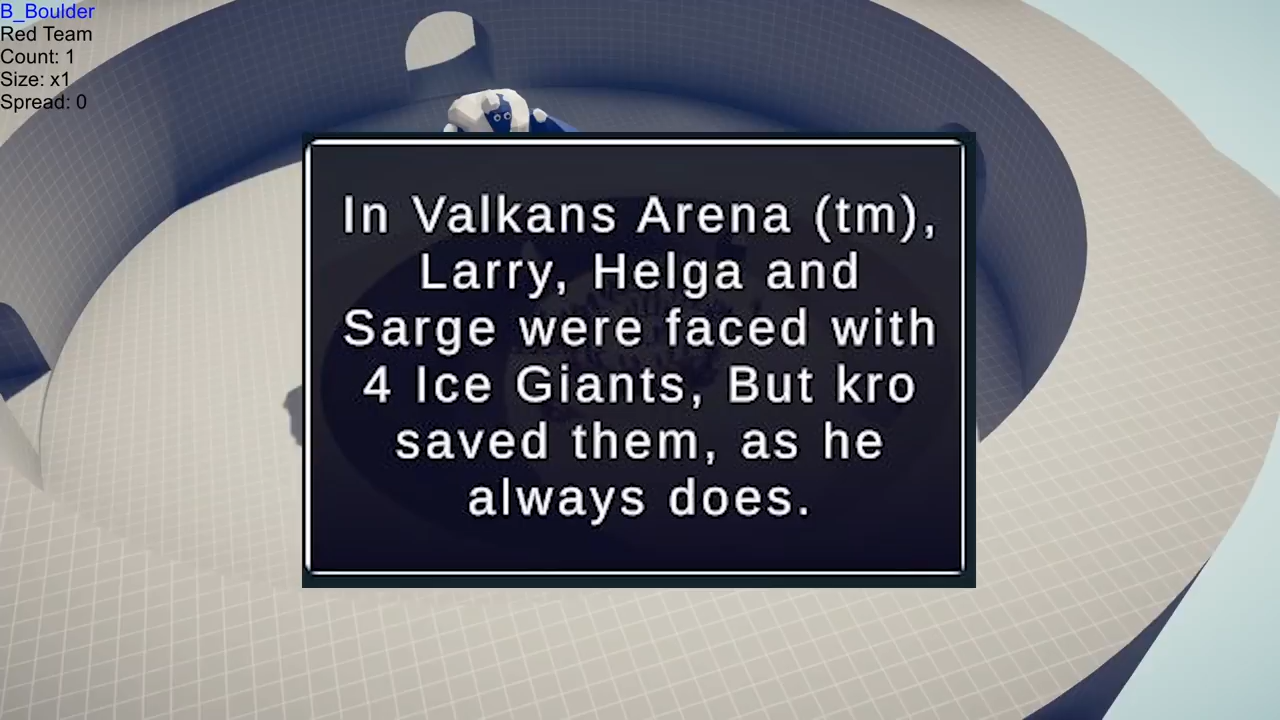 B_Boulder
Red Team
Count: 1
Size: x1
Spread: 0
In Valkans Arena (tm),
Larry, Helga and
Sarge were faced with
4 Ice Giants, But kro
saved them, as he
always does.